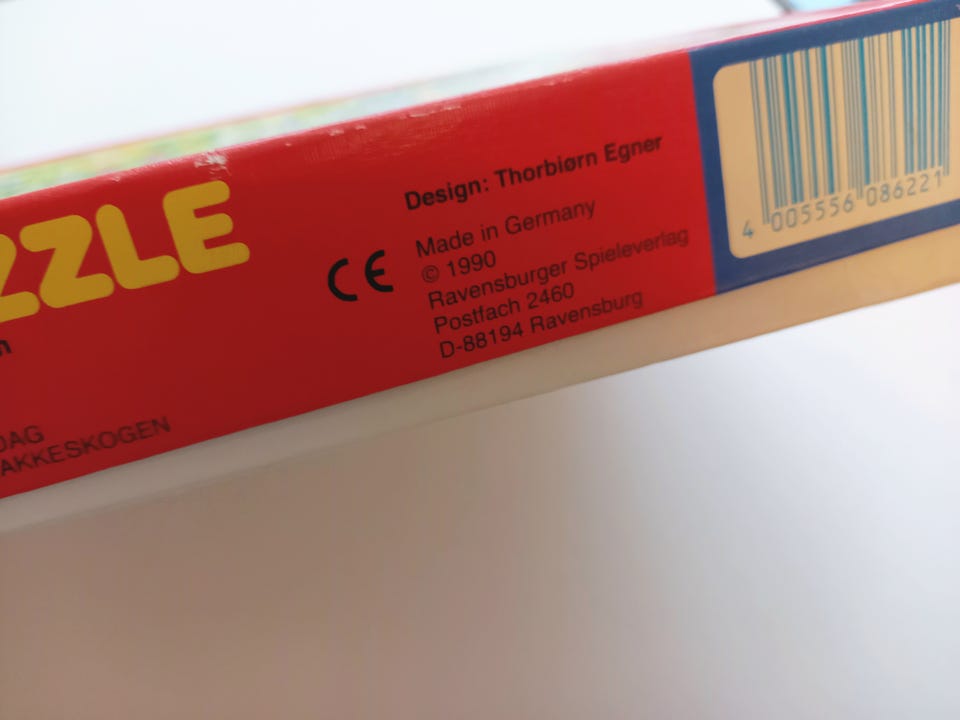 ZZLE
Design: Thorbiørn Egner
CE
Made in Germany
© 1990
Ravensburger Spieleverlag
Postfach 2460
D-88194 Ravensburg
DAG
AKKESKOGEN
4 005556 086221